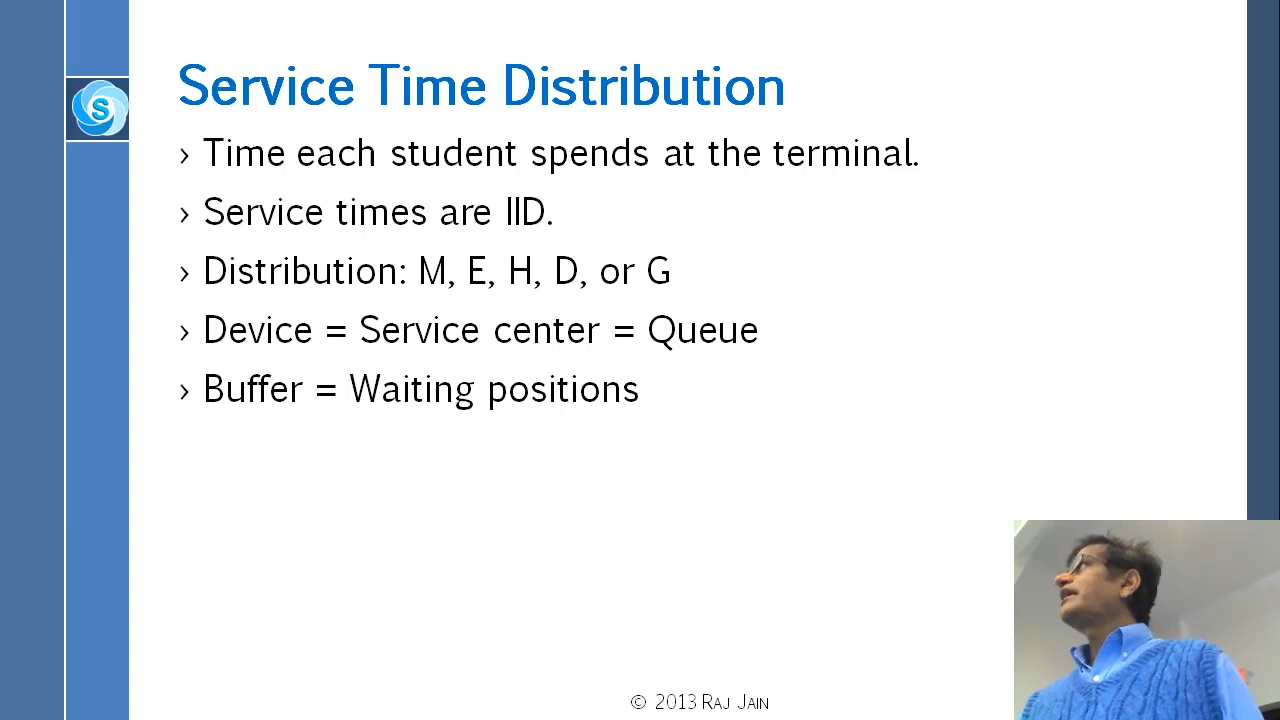 Service Time Distribution
S
› Time each student spends at the terminal.
› Service times are IID.
› Distribution: M, E, H, D, or G
› Device = Service center = Queue
› Buffer = Waiting positions
© 2013 RAJ JAIN